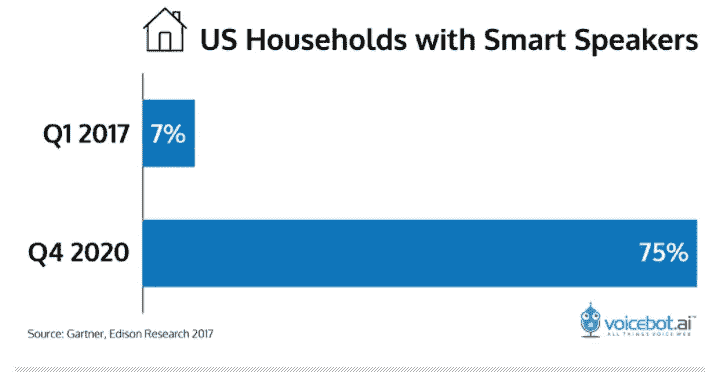 US Households with Smart Speakers
Q1 2017 7%
Q4 2020 75%
Source: Gartner, Edison Research 2017
voicebot.ai™
ALL THINGS VOICE WEB